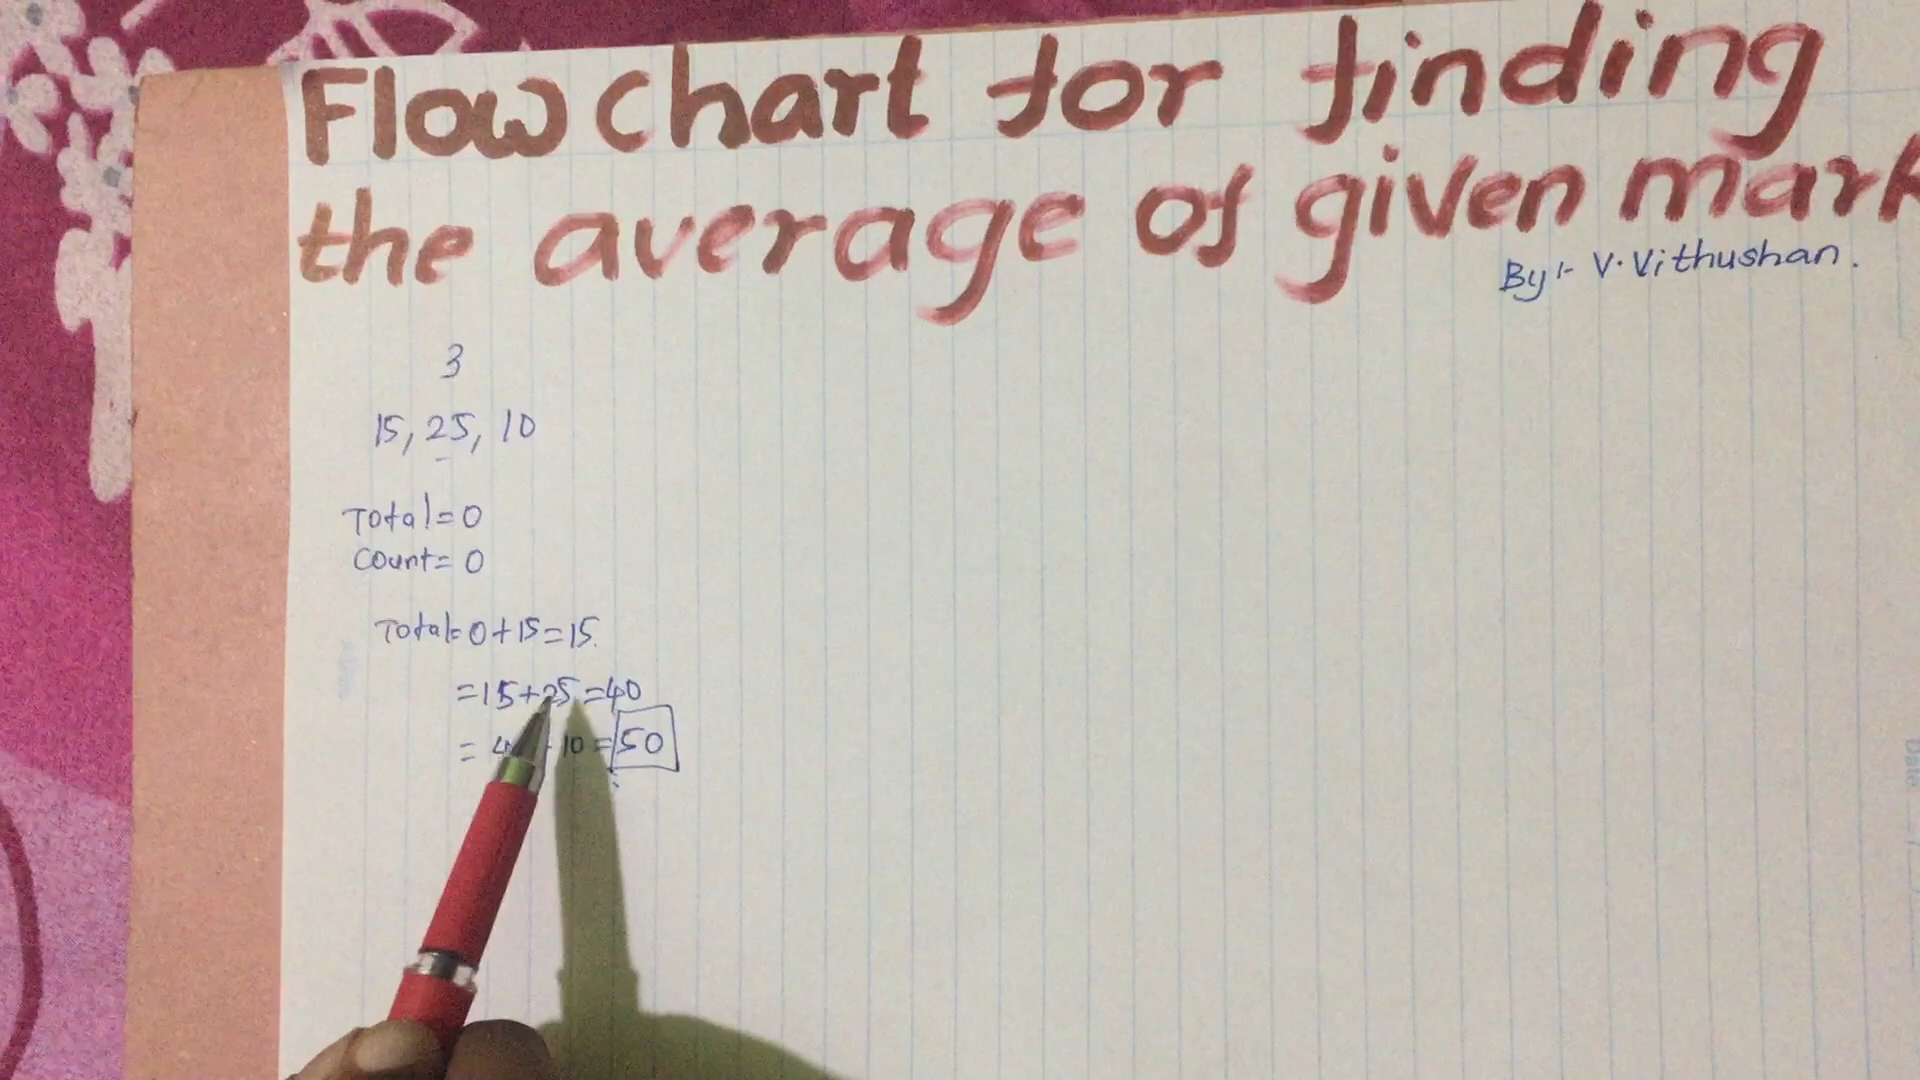 Flow chart for finding
the average of given mark
By:- V. Vithushan.
3
15, 25, 10
Total=0
Count=0
Total=0+15=15.
=15+25=40
= 10=50
Date